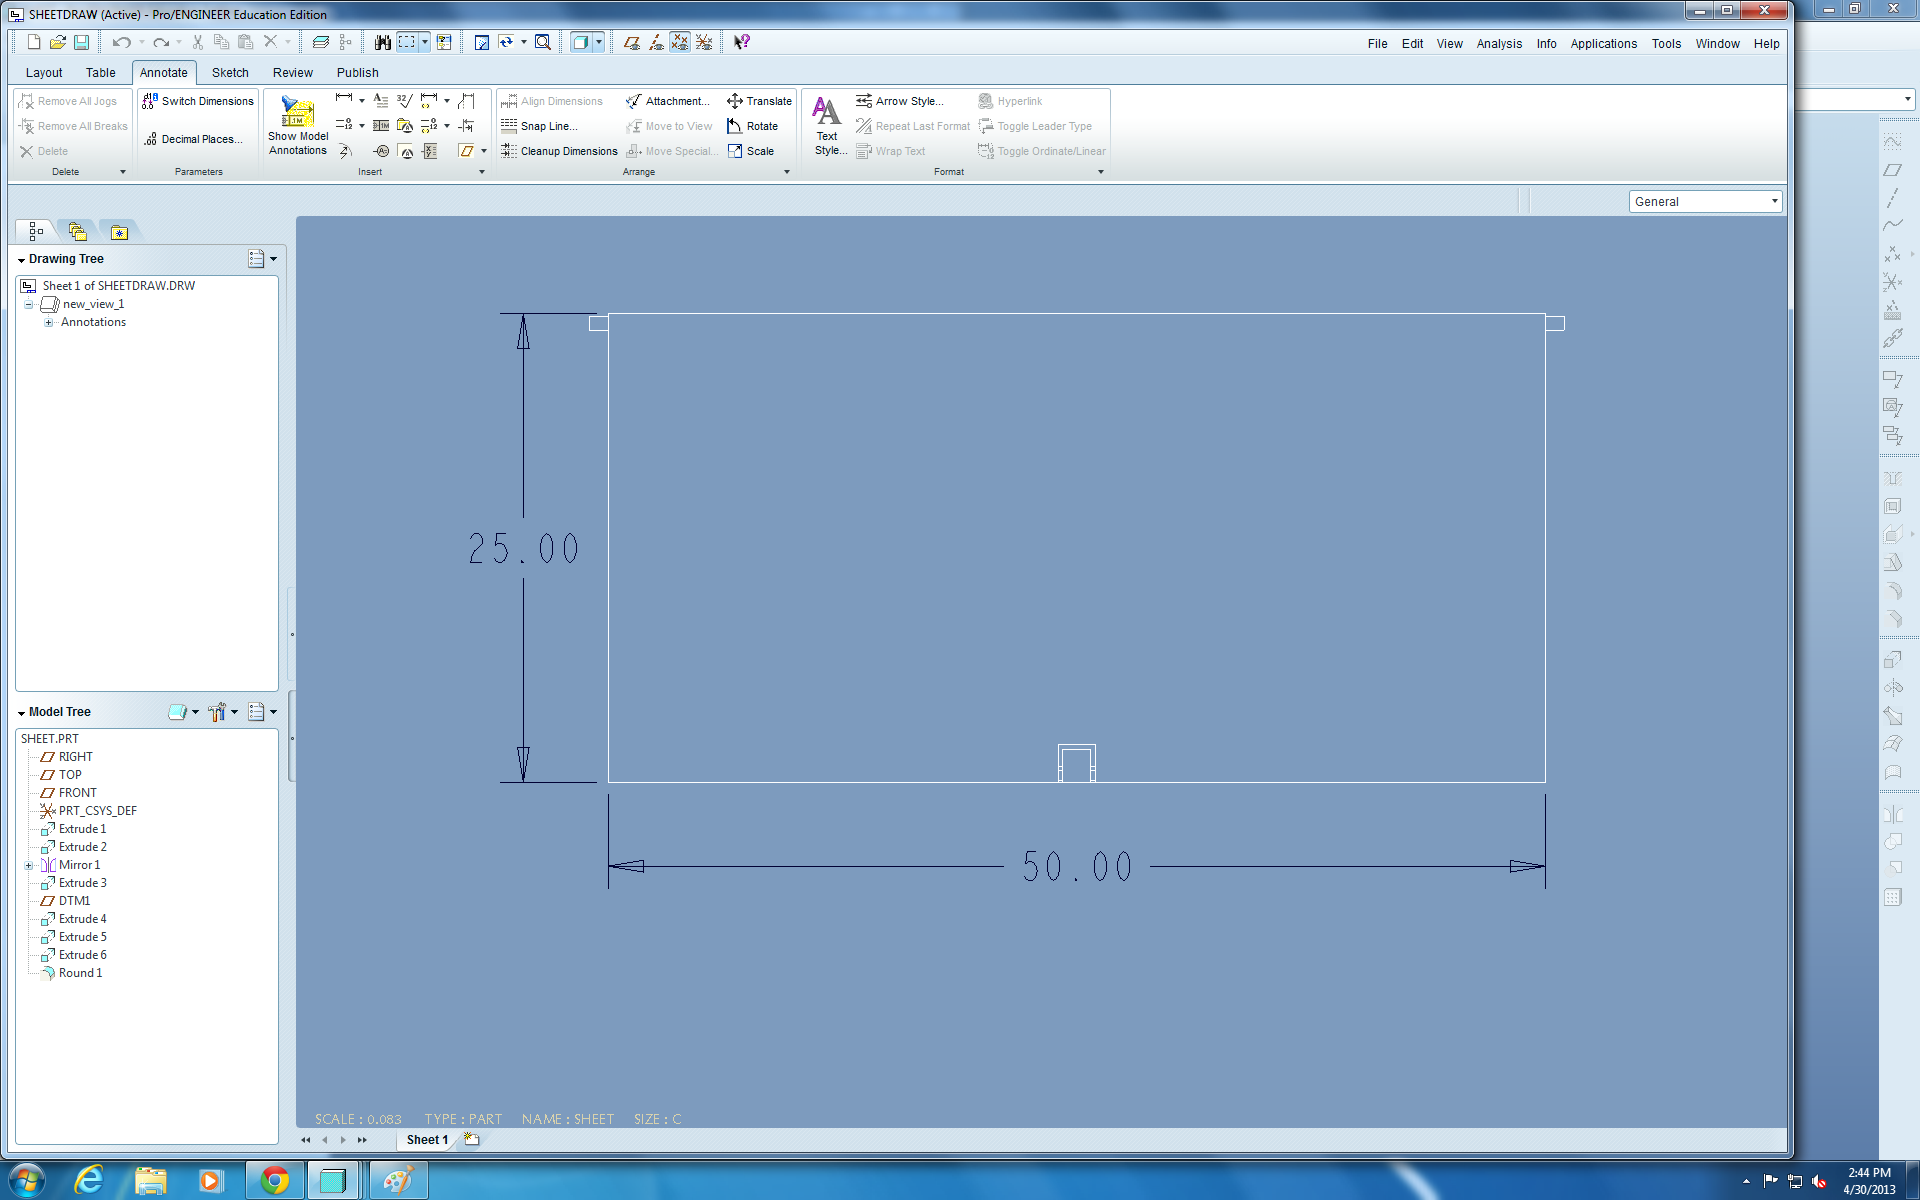 SHEETDRAW (Active) - Pro/ENGINEER Education Edition
File Edit View Analysis Info Applications Tools Window Help
Layout Table Annotate Sketch Review Publish
Remove All Jogs
Remove All Breaks
Delete
Delete
Switch Dimensions
Decimal Places...
Parameters
Show Model
Annotations
Insert
Align Dimensions
Snap Line...
Cleanup Dimensions
Attachment...
Move to View
Move Special...
Translate
Rotate
Scale
Arrange
Text
Style...
Arrow Style...
Repeat Last Format
Wrap Text
Hyperlink
Toggle Leader Type
Toggle Ordinate/Linear
Format
General
Drawing Tree
Sheet 1 of SHEETDRAW.DRW
new_view_1
Annotations
Model Tree
SHEET.PRT
RIGHT
TOP
FRONT
PRT_CSYS_DEF
Extrude 1
Extrude 2
Mirror 1
Extrude 3
DTM1
Extrude 4
Extrude 5
Extrude 6
Round 1
25.00
50.00
SCALE : 0.083 TYPE : PART NAME : SHEET SIZE : C
Sheet 1
2:44 PM
4/30/2013